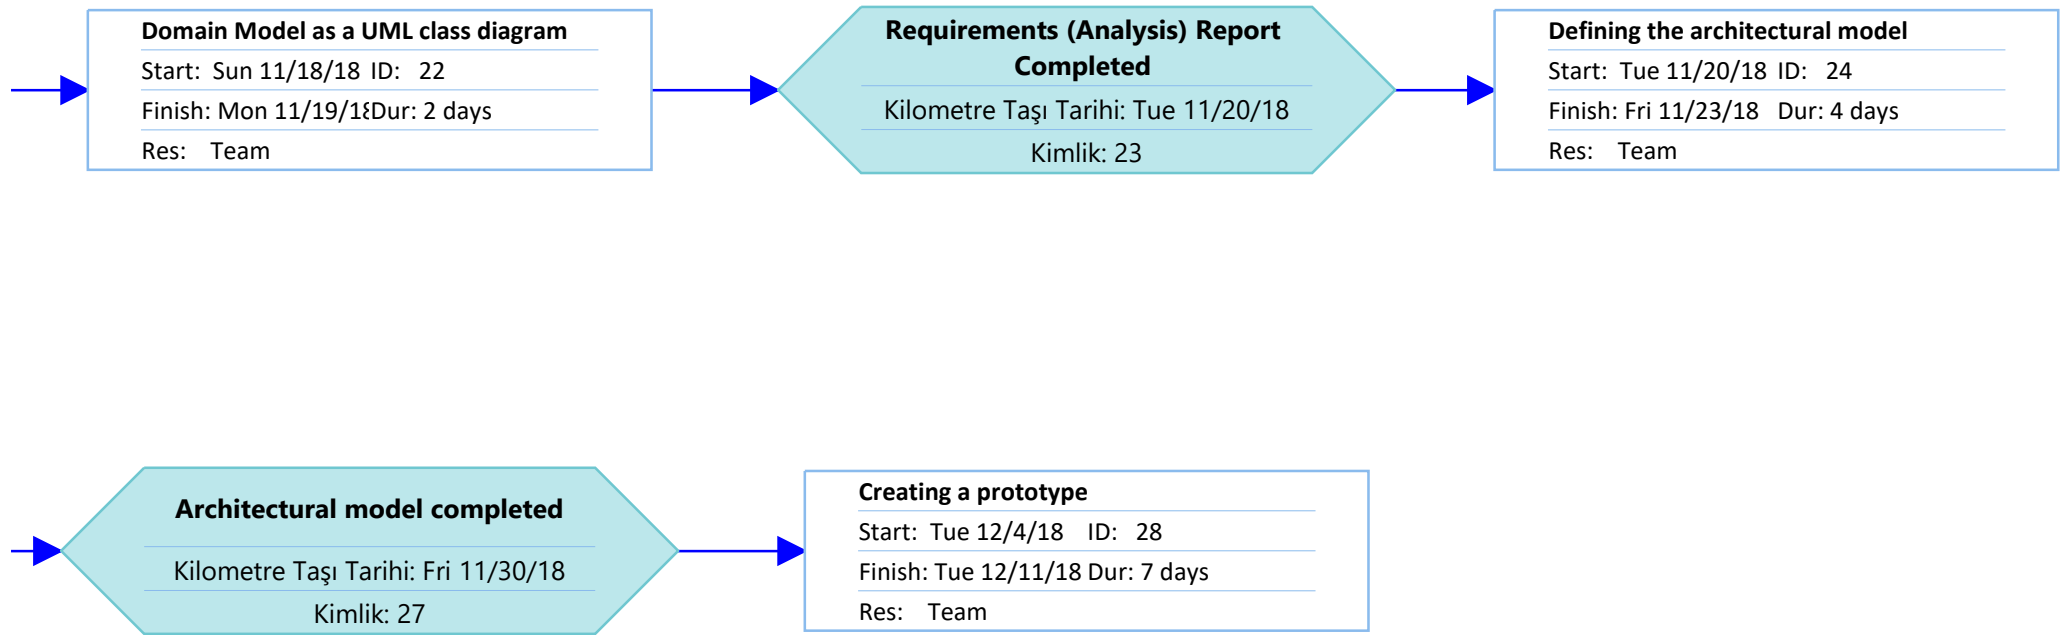 Domain Model as a UML class diagram
Start: Sun 11/18/18 ID: 22
Finish: Mon 11/19/18 Dur: 2 days
Res: Team
Requirements (Analysis) Report
Completed
Kilometre Taşı Tarihi: Tue 11/20/18
Kimlik: 23
Defining the architectural model
Start: Tue 11/20/18 ID: 24
Finish: Fri 11/23/18 Dur: 4 days
Res: Team
Architectural model completed
Kilometre Taşı Tarihi: Fri 11/30/18
Kimlik: 27
Creating a prototype
Start: Tue 12/4/18 ID: 28
Finish: Tue 12/11/18 Dur: 7 days
Res: Team